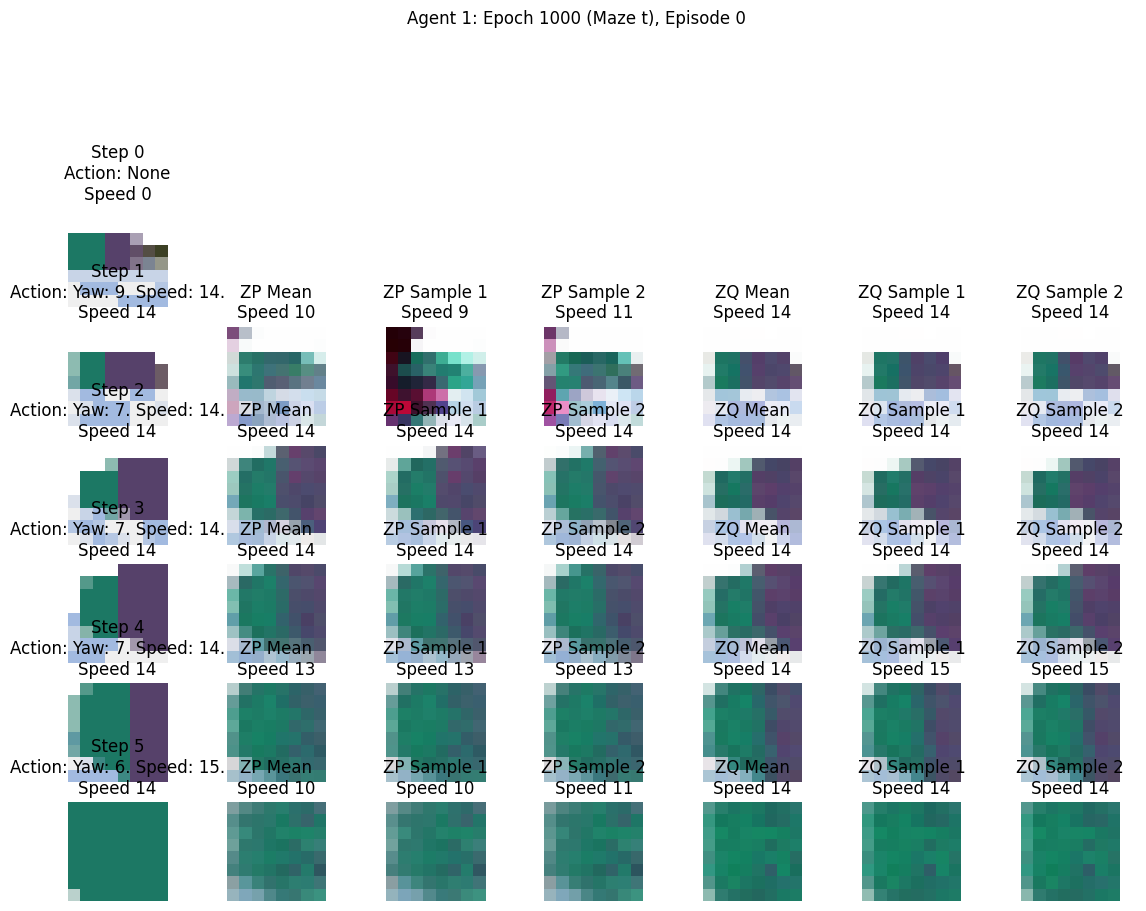 Agent 1: Epoch 1000 (Maze t), Episode 0
Step 0
Action: None
Speed 0
Step 1
Action: Yaw: 9. Speed: 14.
Speed 14
ZP Mean
Speed 10
ZP Sample 1
Speed 9
ZP Sample 2
Speed 11
ZQ Mean
Speed 14
ZQ Sample 1
Speed 14
ZQ Sample 2
Speed 14
Step 2
Action: Yaw: 7. Speed: 14.
Speed 14
ZP Mean
Speed 14
ZP Sample 1
Speed 14
ZP Sample 2
Speed 14
ZQ Mean
Speed 14
ZQ Sample 1
Speed 14
ZQ Sample 2
Speed 14
Step 3
Action: Yaw: 7. Speed: 14.
Speed 14
ZP Mean
Speed 14
ZP Sample 1
Speed 14
ZP Sample 2
Speed 14
ZQ Mean
Speed 14
ZQ Sample 1
Speed 14
ZQ Sample 2
Speed 14
Step 4
Action: Yaw: 7. Speed: 14.
Speed 14
ZP Mean
Speed 13
ZP Sample 1
Speed 13
ZP Sample 2
Speed 13
ZQ Mean
Speed 14
ZQ Sample 1
Speed 15
ZQ Sample 2
Speed 15
Step 5
Action: Yaw: 6. Speed: 15.
Speed 14
ZP Mean
Speed 10
ZP Sample 1
Speed 10
ZP Sample 2
Speed 11
ZQ Mean
Speed 14
ZQ Sample 1
Speed 14
ZQ Sample 2
Speed 14